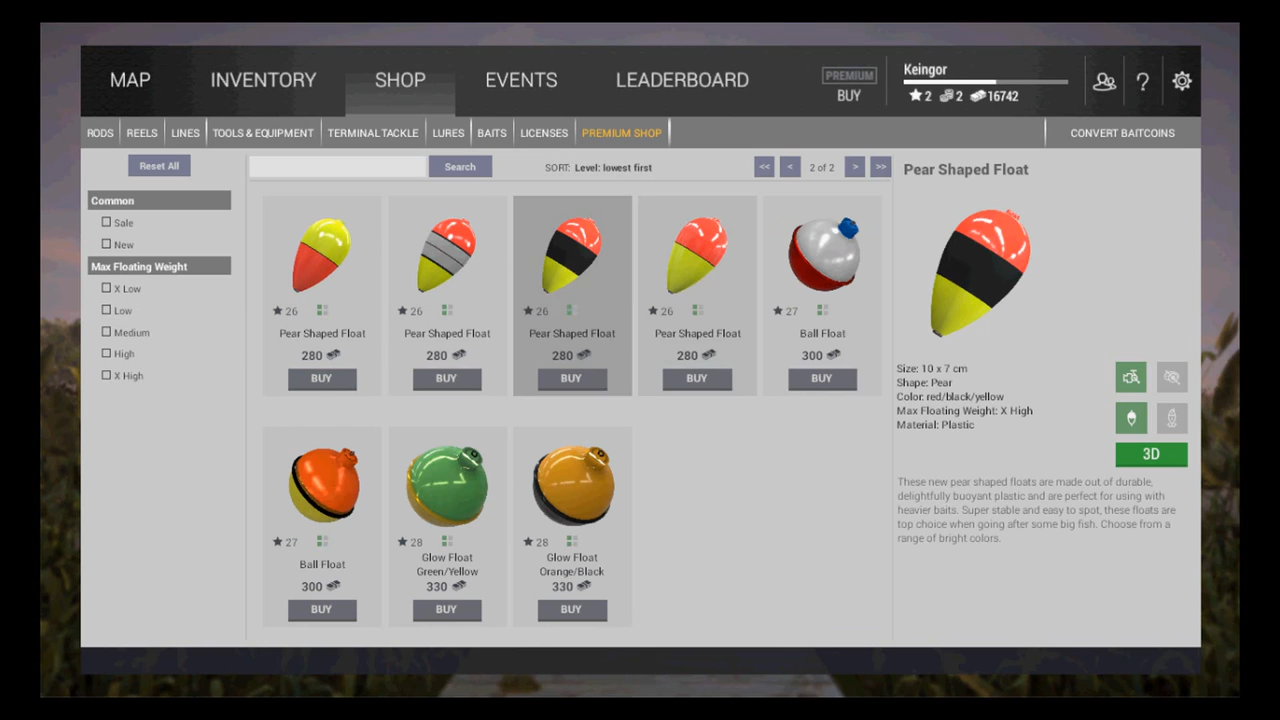 MAP
INVENTORY
SHOP
EVENTS
LEADERBOARD
PREMIUM
BUY
Keingor
2 2 16742
?
RODS
REELS
LINES
TOOLS & EQUIPMENT
TERMINAL TACKLE
LURES
BAITS
LICENSES
PREMIUM SHOP
CONVERT BAITCOINS
Reset All
Search
SORT: Level: lowest first
<< < 2 of 2 > >>
Common
Sale
New
Max Floating Weight
X Low
Low
Medium
High
X High
26
Pear Shaped Float
280
BUY
26
Pear Shaped Float
280
BUY
26
Pear Shaped Float
280
BUY
26
Pear Shaped Float
280
BUY
27
Ball Float
300
BUY
27
Ball Float
300
BUY
28
Glow Float
Green/Yellow
330
BUY
28
Glow Float
Orange/Black
330
BUY
Pear Shaped Float
Size: 10 x 7 cm
Shape: Pear
Color: red/black/yellow
Max Floating Weight: X High
Material: Plastic
3D
These new pear shaped floats are made out of durable,
delightfully buoyant plastic and are perfect for using with
heavier baits. Super stable and easy to spot, these floats are
top choice when going after some big fish. Choose from a
range of bright colors.